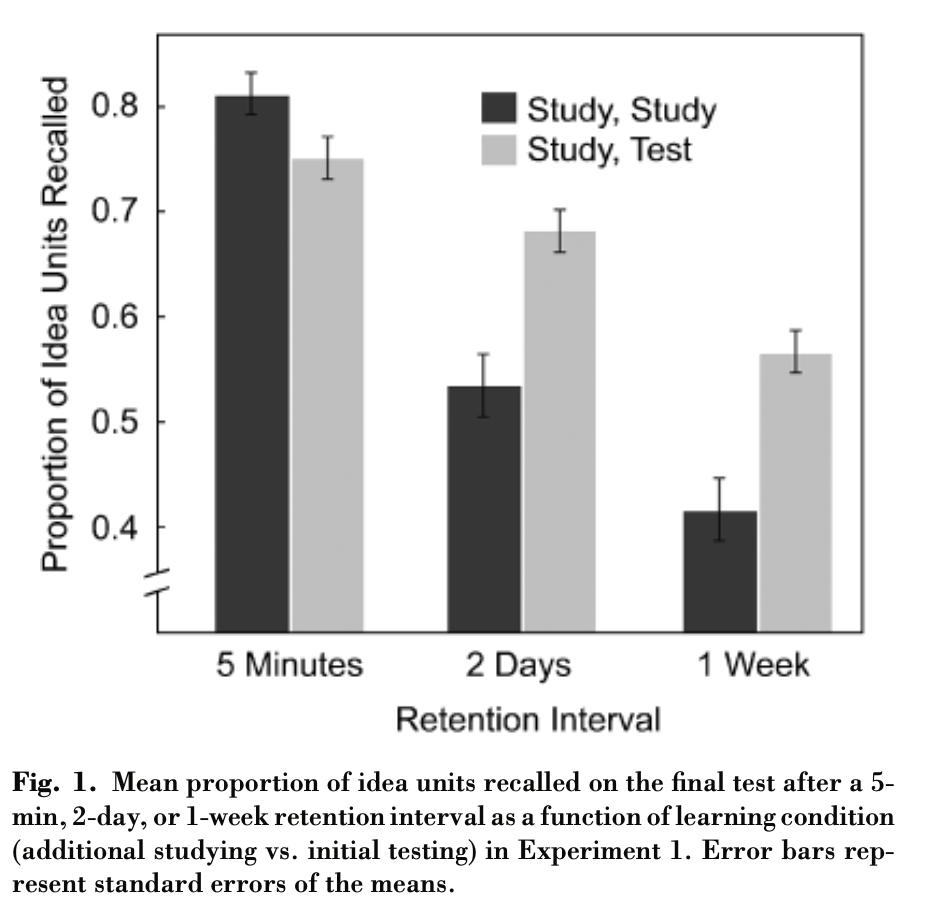 Proportion of Idea Units Recalled
0.8
0.7
0.6
0.5
0.4
Study, Study
Study, Test
5 Minutes
2 Days
1 Week
Retention Interval
Fig. 1. Mean proportion of idea units recalled on the final test after a 5-
min, 2-day, or 1-week retention interval as a function of learning condition
(additional studying vs. initial testing) in Experiment 1. Error bars rep-
resent standard errors of the means.